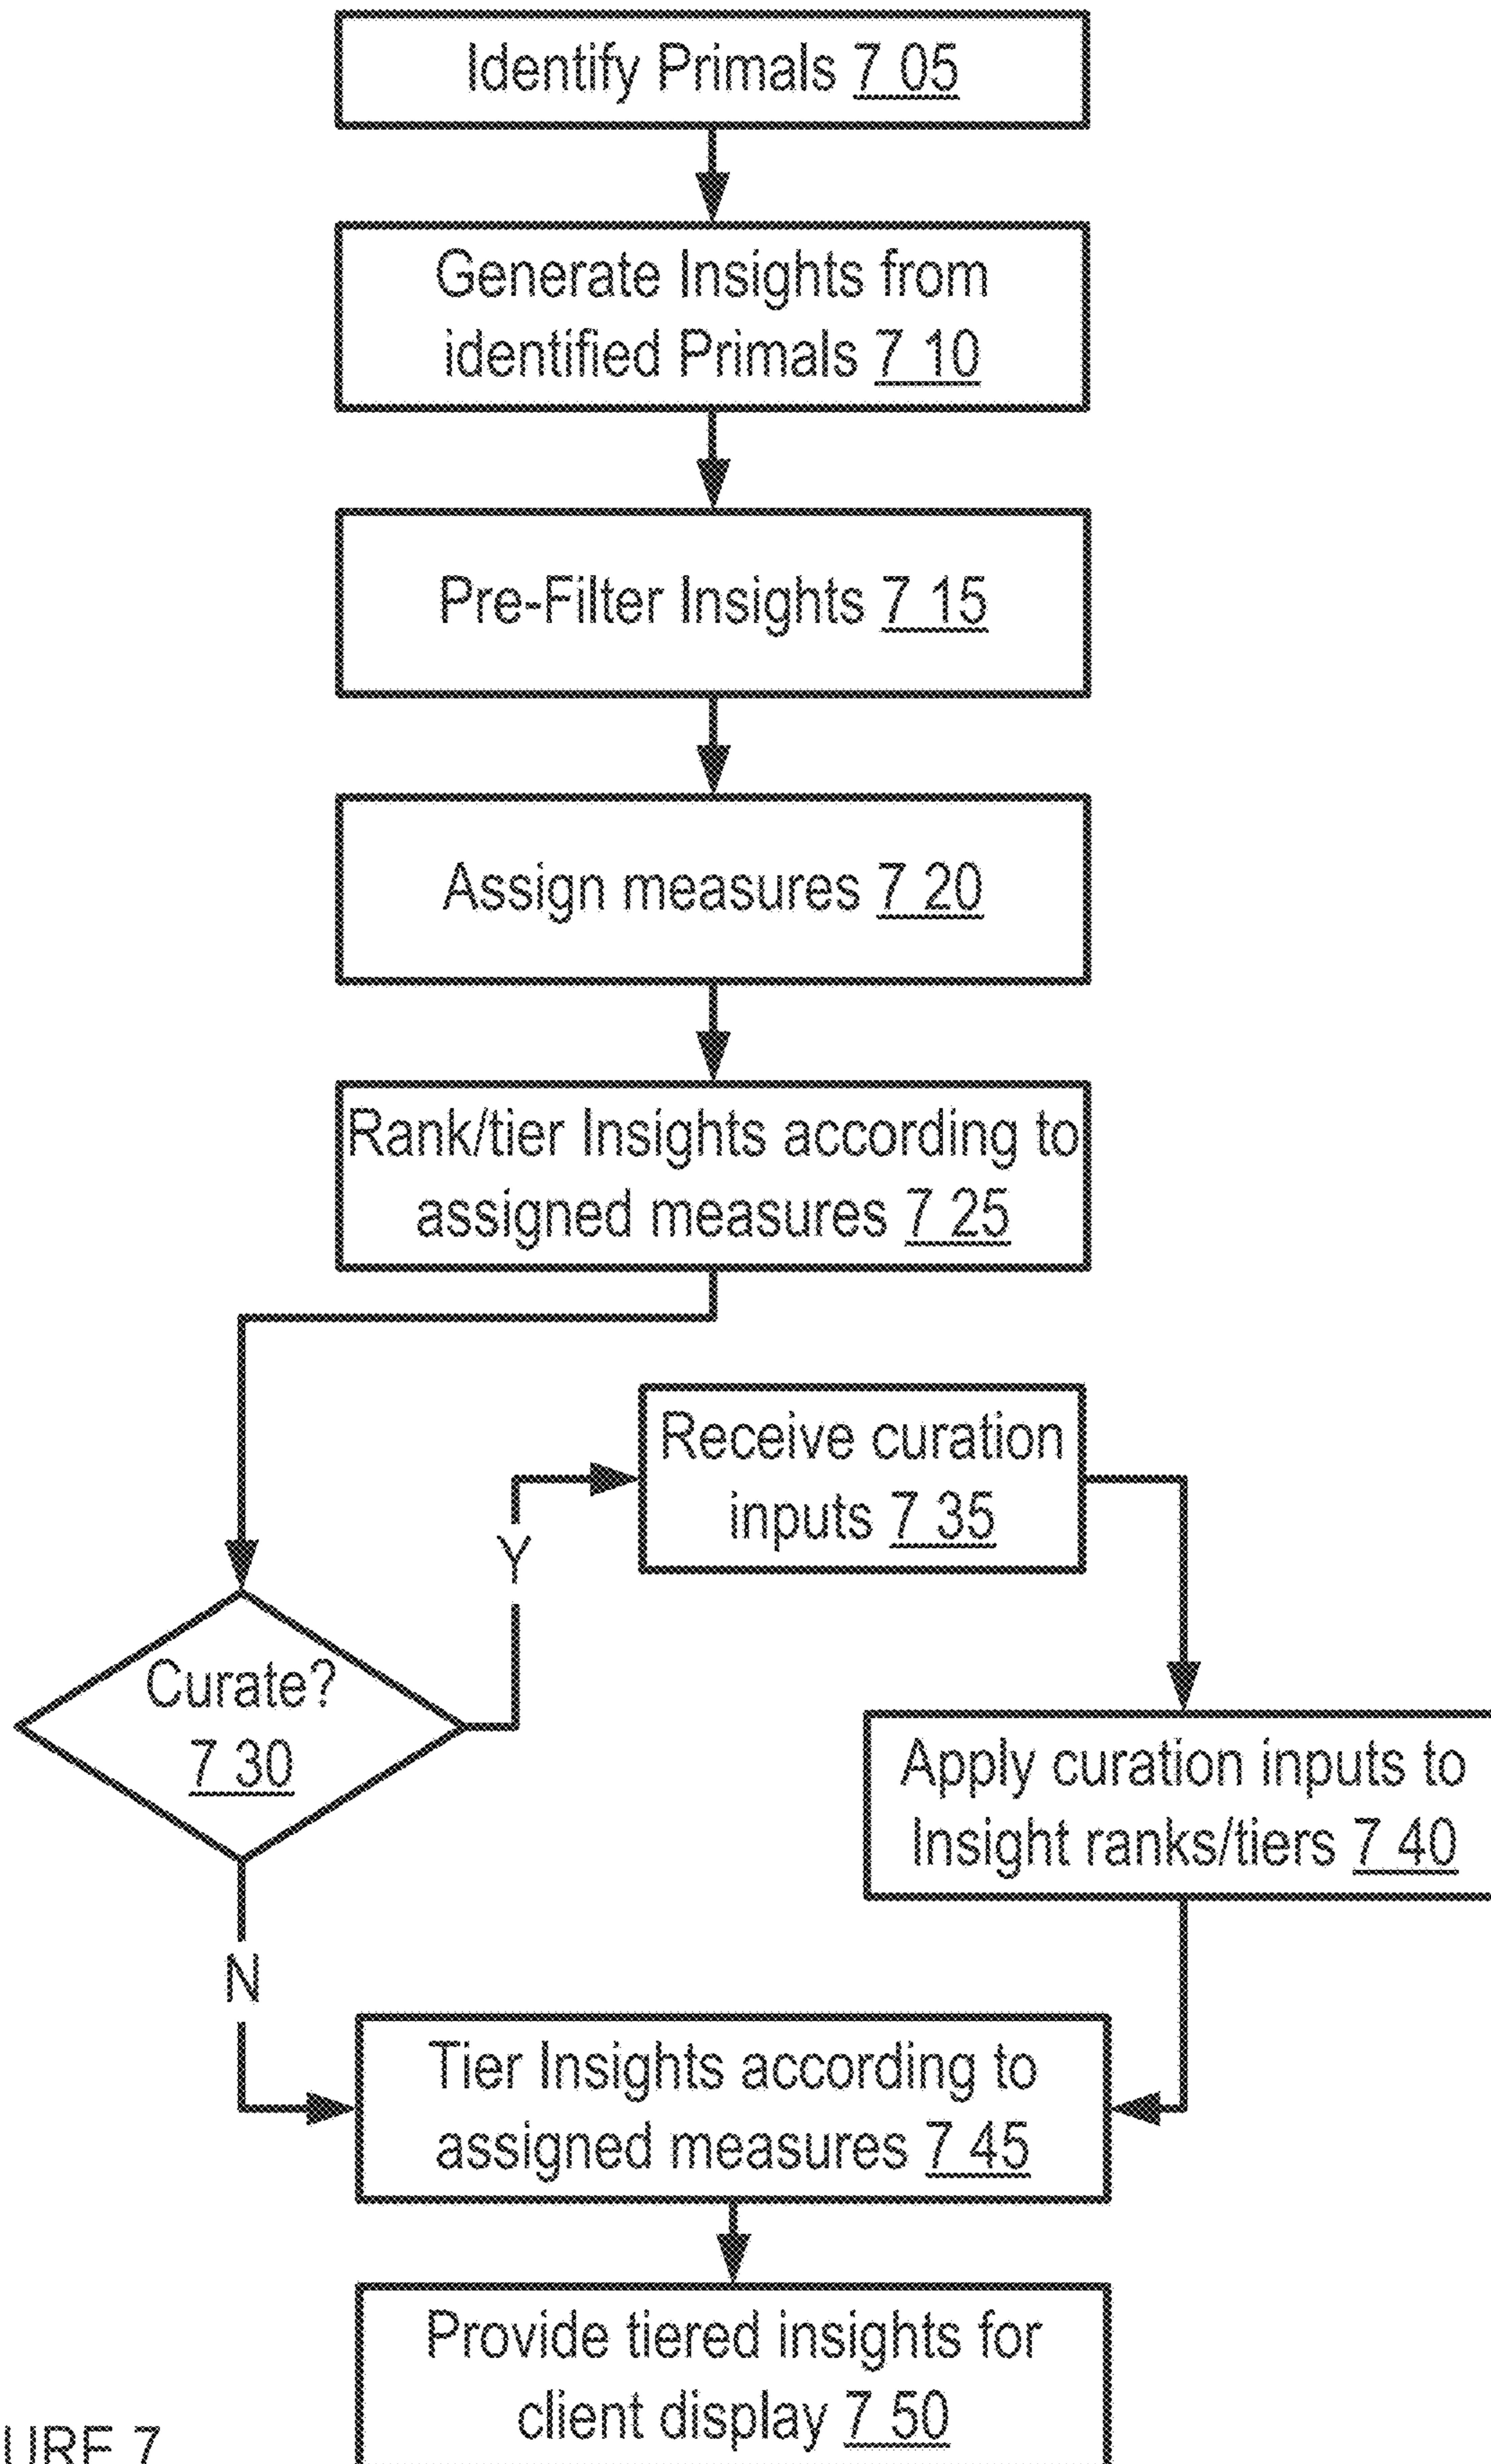 Identify Primals 7 05
Generate Insights from
identified Primals 7 10
Pre-Filter Insights 7 15
Assign measures 7 20
Rank/tier Insights according to
assigned measures 7 25
Receive curation
inputs 7 35
Y
Curate?
7 30
Apply curation inputs to
Insight ranks/tiers 7 40
N
Tier Insights according to
assigned measures 7 45
Provide tiered insights for
client display 7 50
URE 7